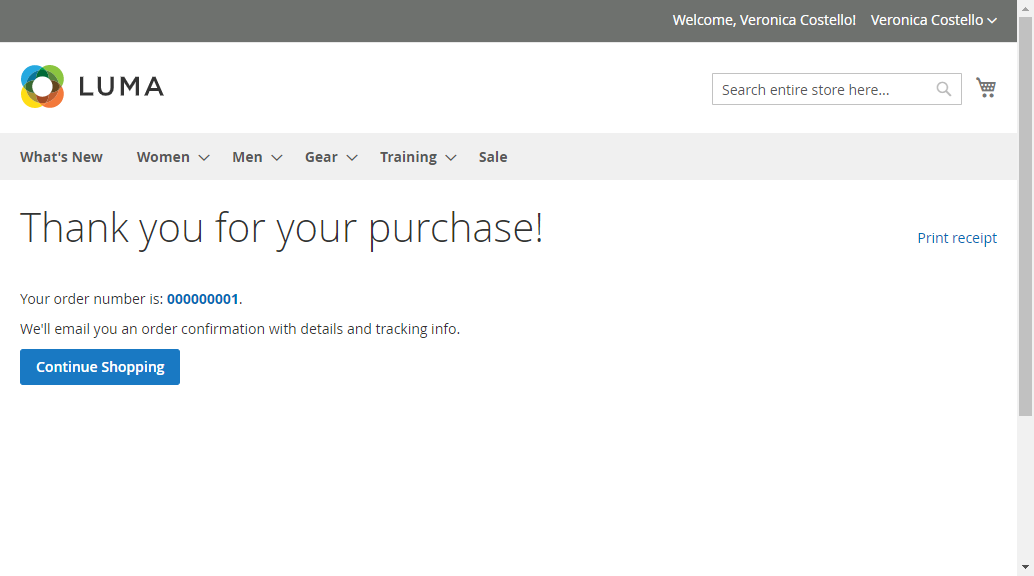 Welcome, Veronica Costello! Veronica Costello
LUMA
Search entire store here...
What's New Women Men Gear Training Sale
Thank you for your purchase!
Print receipt
Your order number is: 000000001.
We'll email you an order confirmation with details and tracking info.
Continue Shopping